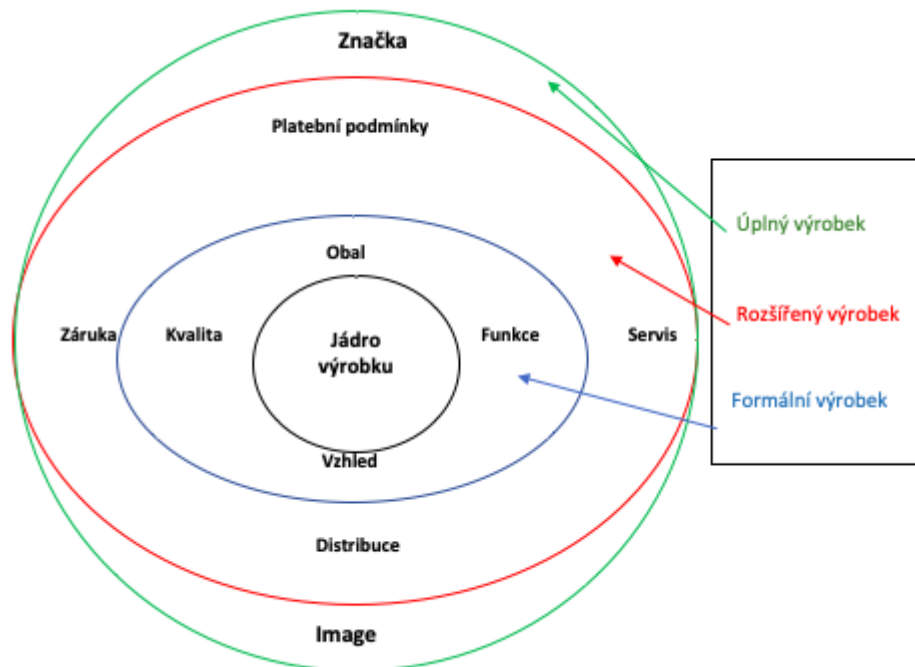 Značka
Platební podmínky
Obal
Záruka
Kvalita
Jádro
výrobku
Funkce
Servis
Vzhled
Distribuce
Image
Úplný výrobek
Rozšířený výrobek
Formální výrobek